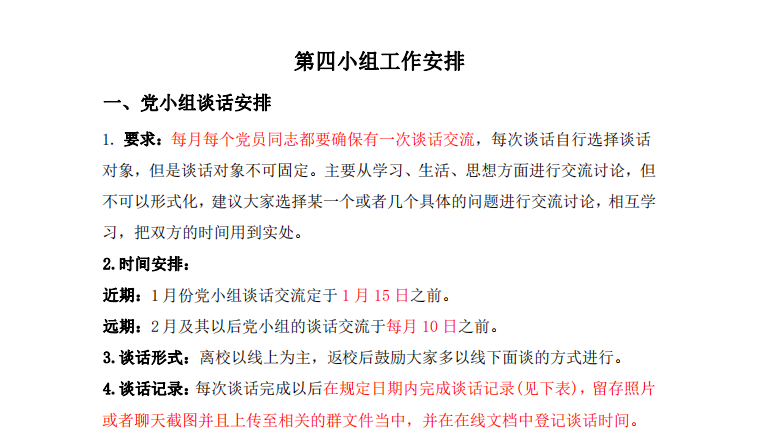 第四小组工作安排
一、党小组谈话安排
1. 要求：每月每个党员同志都要确保有一次谈话交流，每次谈话自行选择谈话
对象，但是谈话对象不可固定。主要从学习、生活、思想方面进行交流讨论，但
不可以形式化，建议大家选择某一个或者几个具体的问题进行交流讨论，相互学
习，把双方的时间用到实处。
2.时间安排：
近期：1 月份党小组谈话交流定于 1 月 15 日之前。
远期：2 月及其以后党小组的谈话交流于每月 10 日之前。
3.谈话形式：离校以线上为主，返校后鼓励大家多以线下面谈的方式进行。
4.谈话记录：每次谈话完成以后在规定日期内完成谈话记录(见下表)，留存照片
或者聊天截图并且上传至相关的群文件当中，并在在线文档中登记谈话时间。